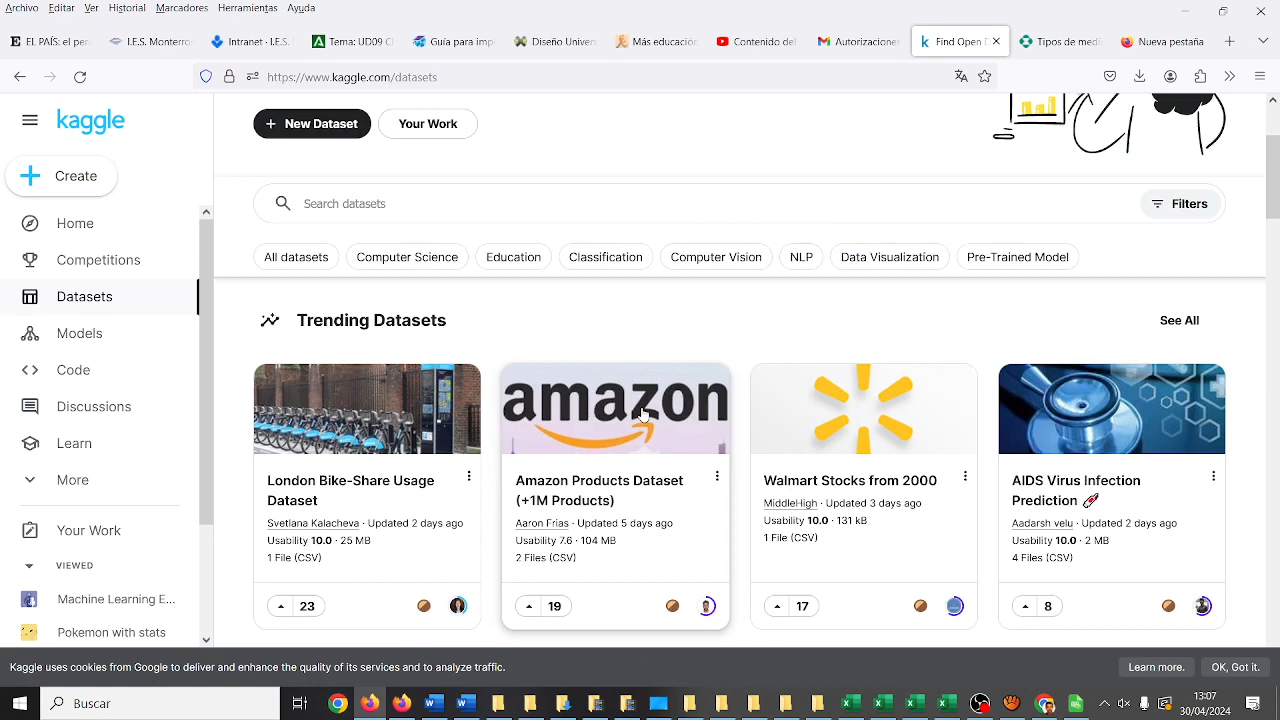 Archivo Editar Ver Historial Marcadores Herramientas Ayuda
EL PAÍS: el per
I.E.S. Monterro
Intranet - I.E.S.
Tema: UD09 C
Guía para imp
Diseño Univer
MAeducación
Contenido del
Autorizaciones
Find Open D
Tipos de med
Nueva pestaña
https://www.kaggle.com/datasets
kaggle
New Dataset
Your Work
Create
Search datasets
Filters
Home
Competitions
Datasets
Models
Code
Discussions
Learn
More
Your Work
VIEWED
Machine Learning E...
Pokemon with stats
All datasets
Computer Science
Education
Classification
Computer Vision
NLP
Data Visualization
Pre-Trained Model
Trending Datasets
See All
London Bike-Share Usage
Dataset
Svetlana Kalacheva · Updated 2 days ago
Usability 10.0 · 25 MB
1 File (CSV)
23
amazon
Amazon Products Dataset
(+1M Products)
Aaron Frias · Updated 5 days ago
Usability 7.6 · 104 MB
2 Files (CSV)
19
Walmart Stocks from 2000
MiddleHigh · Updated 3 days ago
Usability 10.0 · 131 kB
1 File (CSV)
17
AIDS Virus Infection
Prediction
Aadarsh velu · Updated 2 days ago
Usability 10.0 · 2 MB
4 Files (CSV)
8
Kaggle uses cookies from Google to deliver and enhance the quality of its services and to analyze traffic.
Learn more.
OK, Got it.
Buscar
13:07
30/04/2024